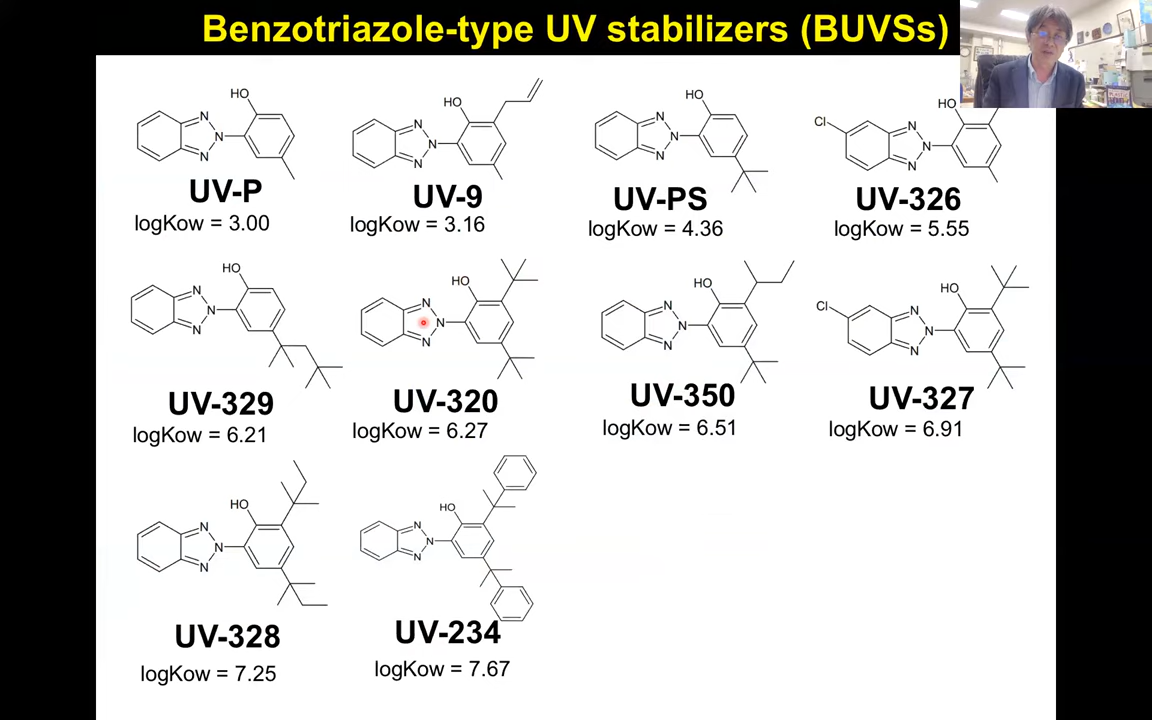 Benzotriazole-type UV stabilizers (BUVSs)
HO
N
N
N
UV-P
logKow = 3.00
HO
N
N
N
UV-9
logKow = 3.16
HO
N
N
N
UV-PS
logKow = 4.36
HO
Cl
N
N
N
UV-326
logKow = 5.55
HO
N
N
N
UV-329
logKow = 6.21
HO
N
N
N
UV-320
logKow = 6.27
HO
N
N
N
UV-350
logKow = 6.51
HO
Cl
N
N
N
UV-327
logKow = 6.91
HO
N
N
N
UV-328
logKow = 7.25
HO
N
N
N
UV-234
logKow = 7.67